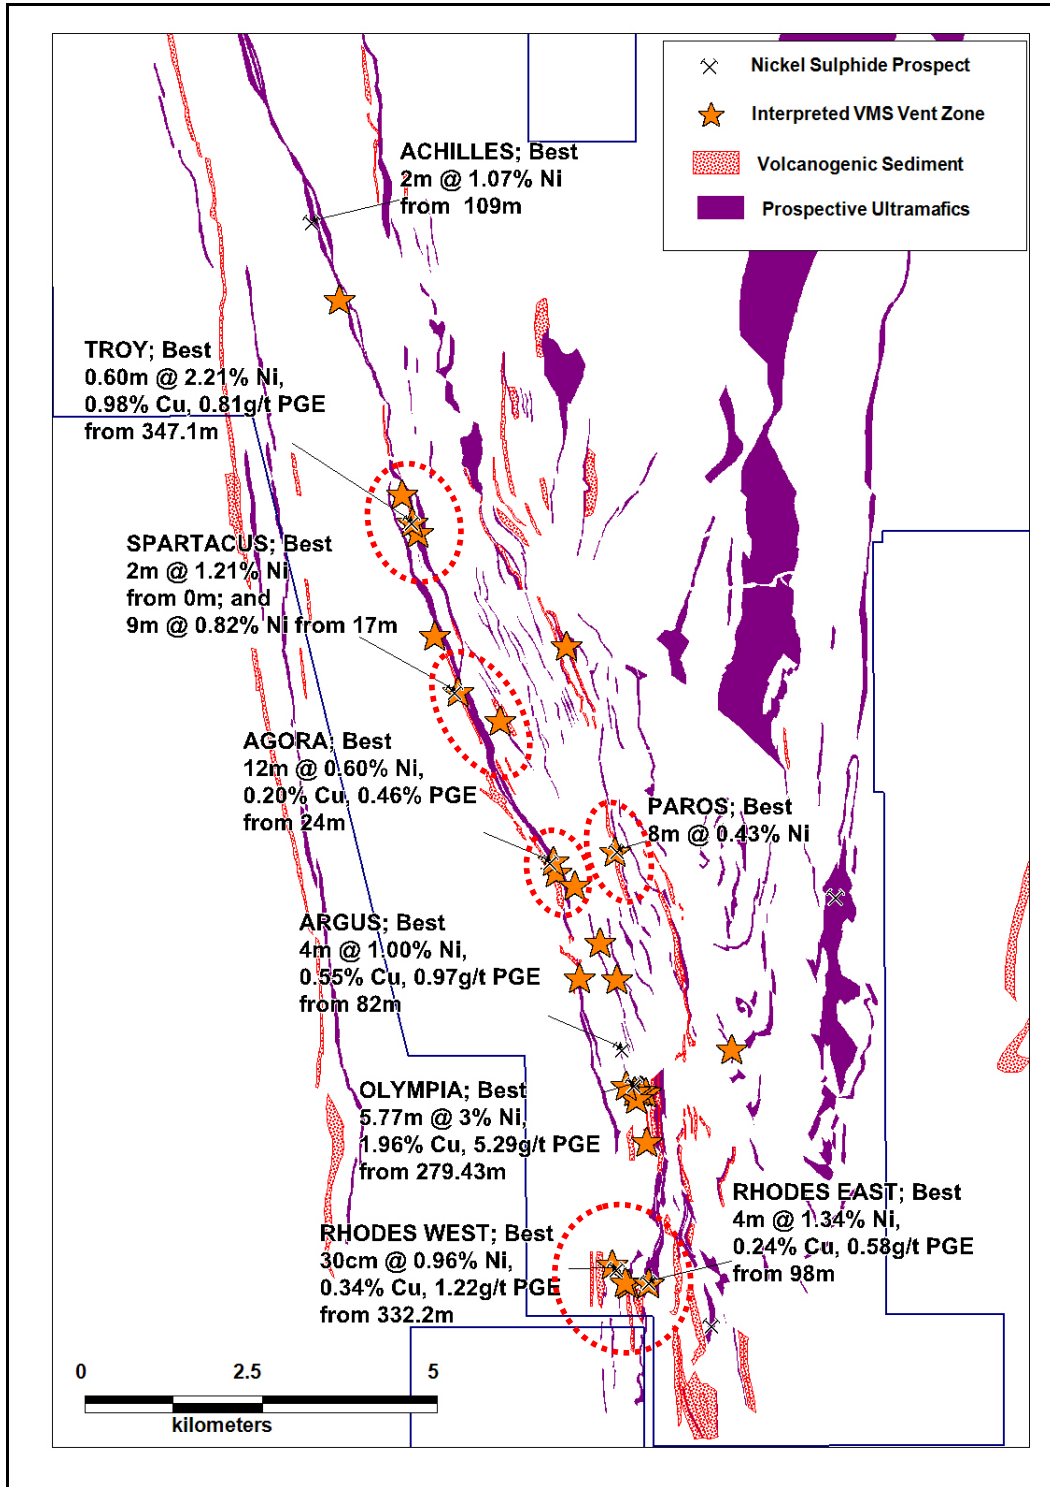 Nickel Sulphide Prospect
Interpreted VMS Vent Zone
Volcanogenic Sediment
Prospective Ultramafics
ACHILLES; Best
2m @ 1.07% Ni
from 109m
TROY; Best
0.60m @ 2.21% Ni,
0.98% Cu, 0.81g/t PGE
from 347.1m
SPARTACUS; Best
2m @ 1.21% Ni
from 0m; and
9m @ 0.82% Ni from 17m
AGORA; Best
12m @ 0.60% Ni,
0.20% Cu, 0.46% PGE
from 24m
PAROS; Best
8m @ 0.43% Ni
ARGUS; Best
4m @ 1.00% Ni,
0.55% Cu, 0.97g/t PGE
from 82m
OLYMPIA; Best
5.77m @ 3% Ni,
1.96% Cu, 5.29g/t PGE
from 279.43m
RHODES EAST; Best
4m @ 1.34% Ni,
0.24% Cu, 0.58g/t PGE
from 98m
RHODES WEST; Best
30cm @ 0.96% Ni,
0.34% Cu, 1.22g/t PGE
from 332.2m
0 2.5 5
kilometers